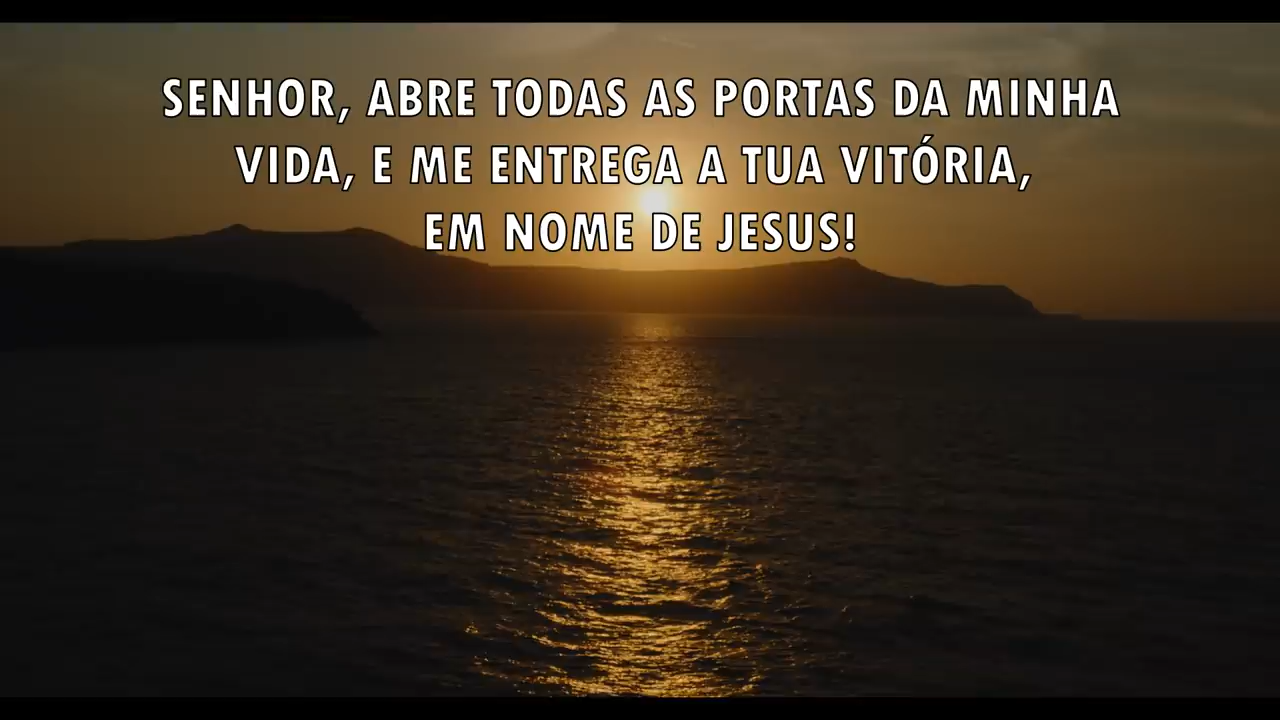 SENHOR, ABRE TODAS AS PORTAS DA MINHA
VIDA, E ME ENTREGA A TUA VITÓRIA,
EM NOME DE JESUS!